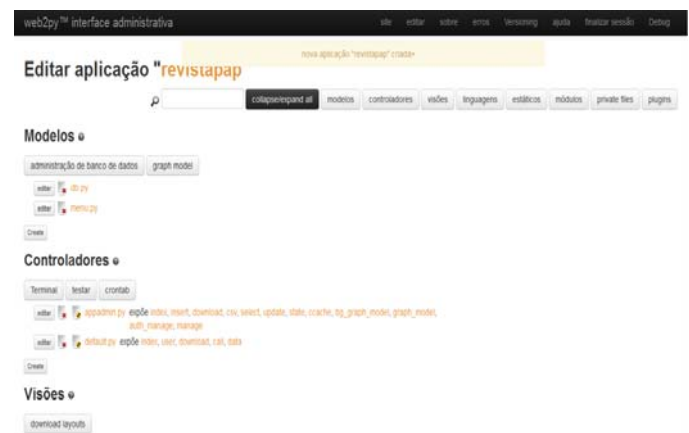 web2py™ interface administrativa
site editar sobre erros Versioning ajuda finalizar sessão Debug
nova aplicação "revistapap" criada
Editar aplicação "revistapap
collapse/expand all modelos controladores visões linguagens estáticos módulos private files plugins
Modelos
administração de banco de dados graph model
editar db.py
editar menu.py
Create
Controladores
Terminal testar crontab
editar appadmin.py expõe index, insert, download, csv, select, update, state, ccache, bg_graph_model, graph_model,
auth_manage, manage
editar default.py expõe index, user, download, call, data
Create
Visões
download layouts